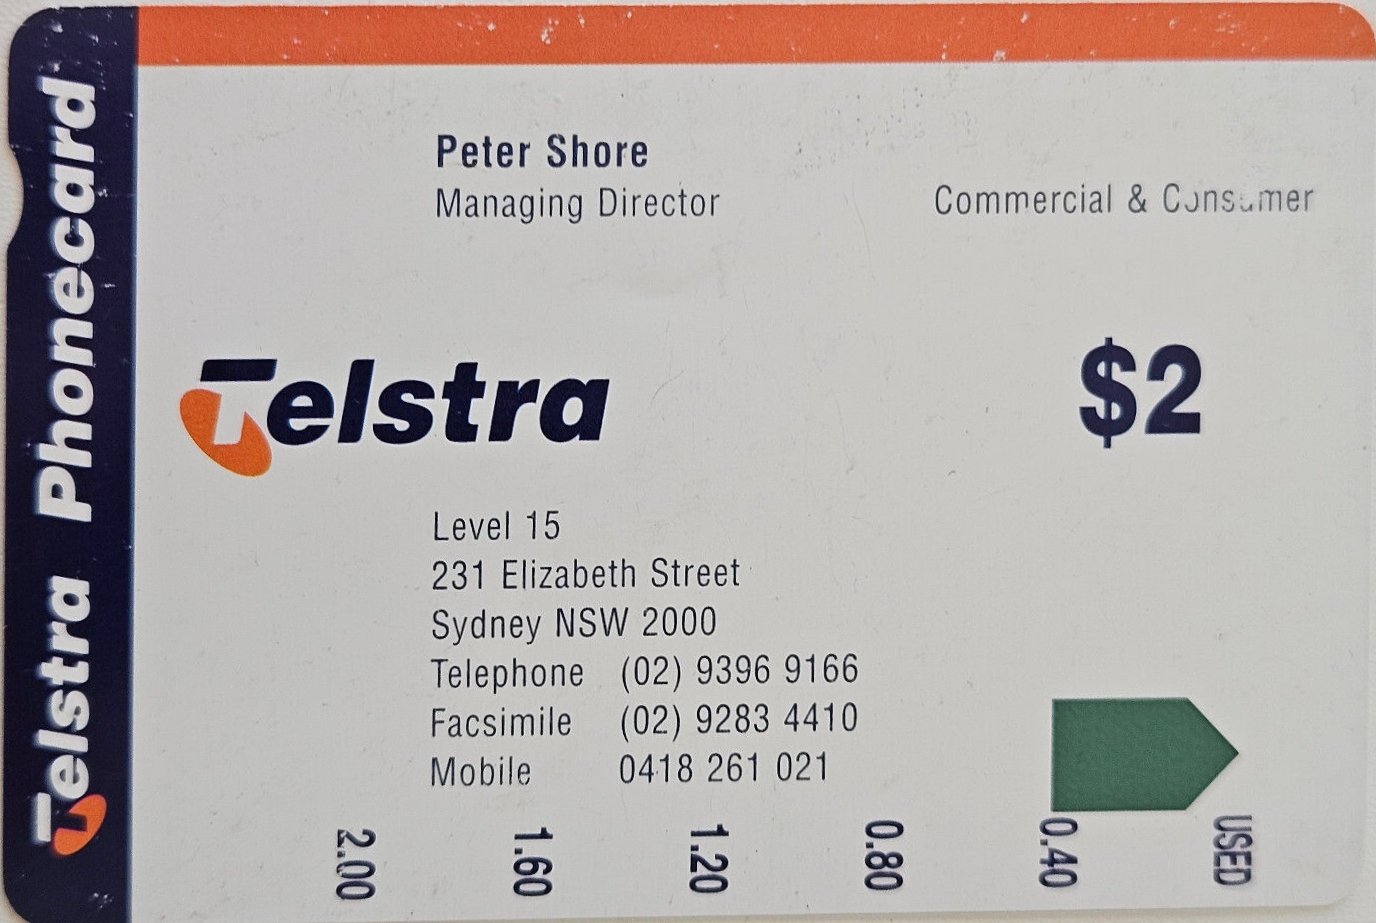 Telstra Phonecard
Peter Shore
Managing Director
Commercial & Consumer
Telstra
$2
Level 15
231 Elizabeth Street
Sydney NSW 2000
Telephone (02) 9396 9166
Facsimile (02) 9283 4410
Mobile 0418 261 021
2.00 1.60 1.20 0.80 0.40 USED